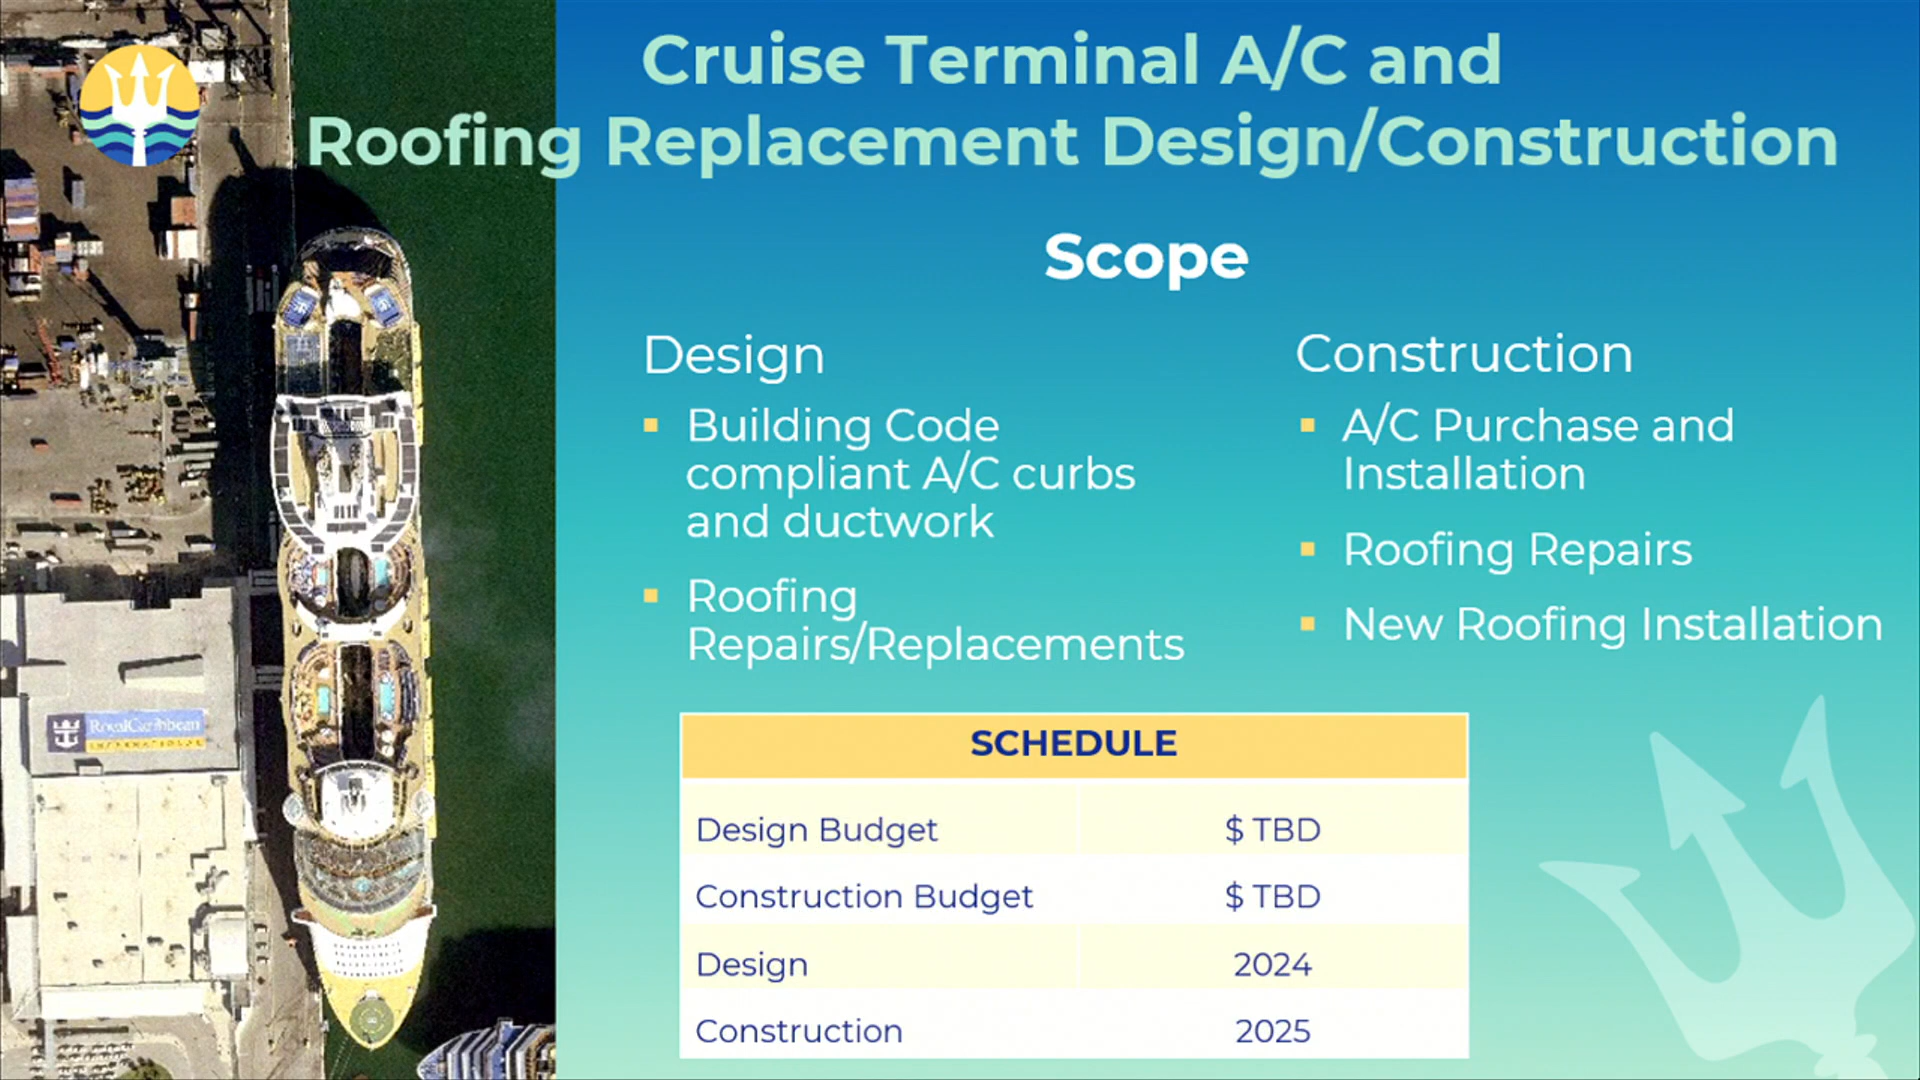 Cruise Terminal A/C and
Roofing Replacement Design/Construction
Scope
Design
Building Code
compliant A/C curbs
and ductwork
Roofing
Repairs/Replacements
Construction
A/C Purchase and
Installation
Roofing Repairs
New Roofing Installation
SCHEDULE
Design Budget $ TBD
Construction Budget $ TBD
Design 2024
Construction 2025
RoyalCaribbean
INTERNATIONAL